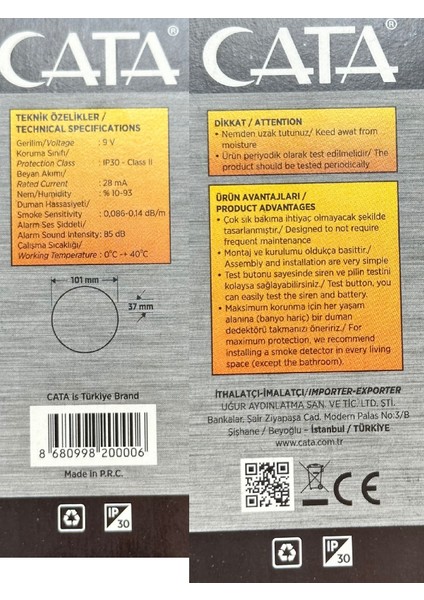 CATA®
TEKNİK ÖZELİKLER /
TECHNICAL SPECIFICATIONS
Gerilim/Voltage : 9 V
Koruma Sınıfı/
Protection Class : IP30 - Class II
Beyan Akımı/
Rated Current : 28 mA
Nem/Humidity : % 10-93
Duman Hassasiyeti/
Smoke Sensitivity : 0,086-0.14 dB/m
Alarm Ses Şiddeti/
Alarm Sound Intensity: 85 dB
Çalışma Sıcaklığı/
Working Temperature : 0°C → 40°C
101 mm
37 mm
CATA is Türkiye Brand
8 680998 200006
Made in P.R.C.
IP
30
CATA®
DİKKAT / ATTENTION
• Nemden uzak tutunuz/ Keed awat from
moisture
• Ürün periyodik olarak test edilmelidir/ The
product should be tested periodically
ÜRÜN AVANTAJLARI /
PRODUCT ADVANTAGES
• Çok sık bakıma ihtiyaç olmayacak şekilde
tasarlanmıştır./ Designed to not require
frequent maintenance
• Montaj ve kurulumu oldukça basittir./
Assembly and installation are very simple
• Test butonu sayesinde siren ve pilin testini
kolayca sağlayabilirsiniz./ Test button, you
can easily test the siren and battery.
• Maksimum korunma için her yaşam
alanına (banyo hariç) bir duman
dedektörü takmanızı öneririz./ For
maximum protection, we recommend
installing a smoke detector in every living
space (except the bathroom).
İTHALATÇI-İMALATÇI/IMPORTER-EXPORTER
UĞUR AYDINLATMA SAN. VE TİC. LTD. ŞTİ.
Bankalar, Şair Ziyapaşa Cad. Modern Palas No:3/B
Şişhane / Beyoğlu - İstanbul / TÜRKİYE
www.cata.com.tr
CE
IP
30